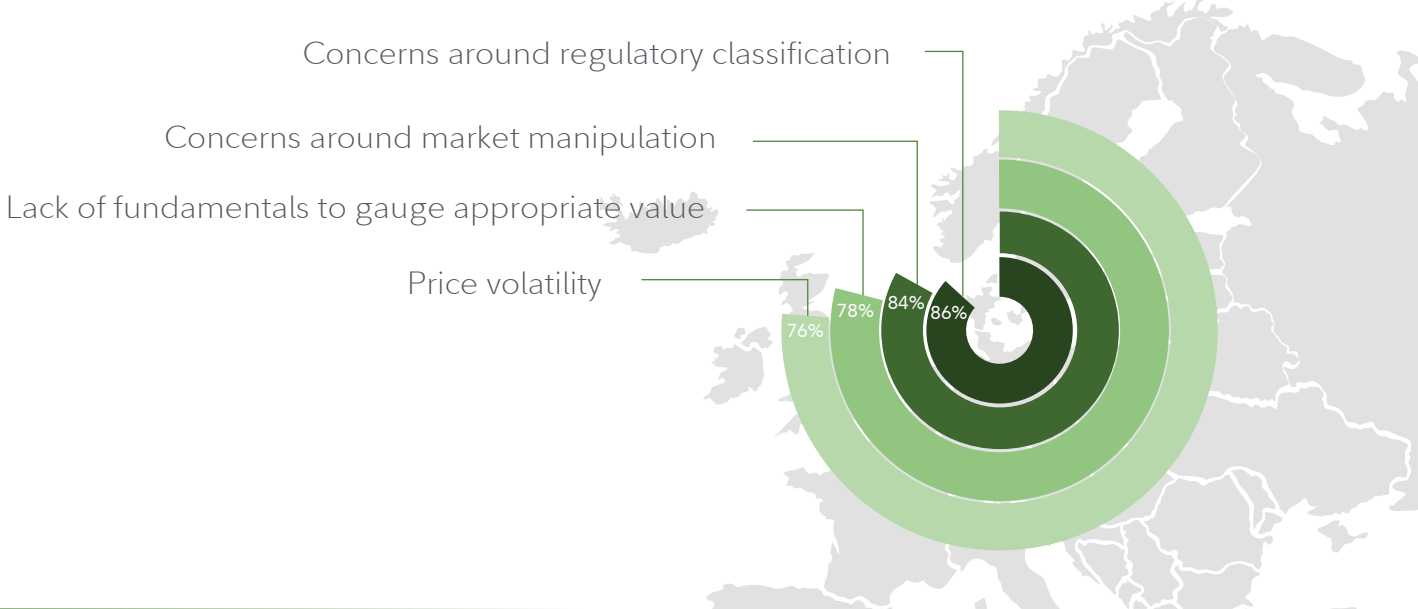 Concerns around regulatory classification
Concerns around market manipulation
Lack of fundamentals to gauge appropriate value
Price volatility
76%
78%
84%
86%